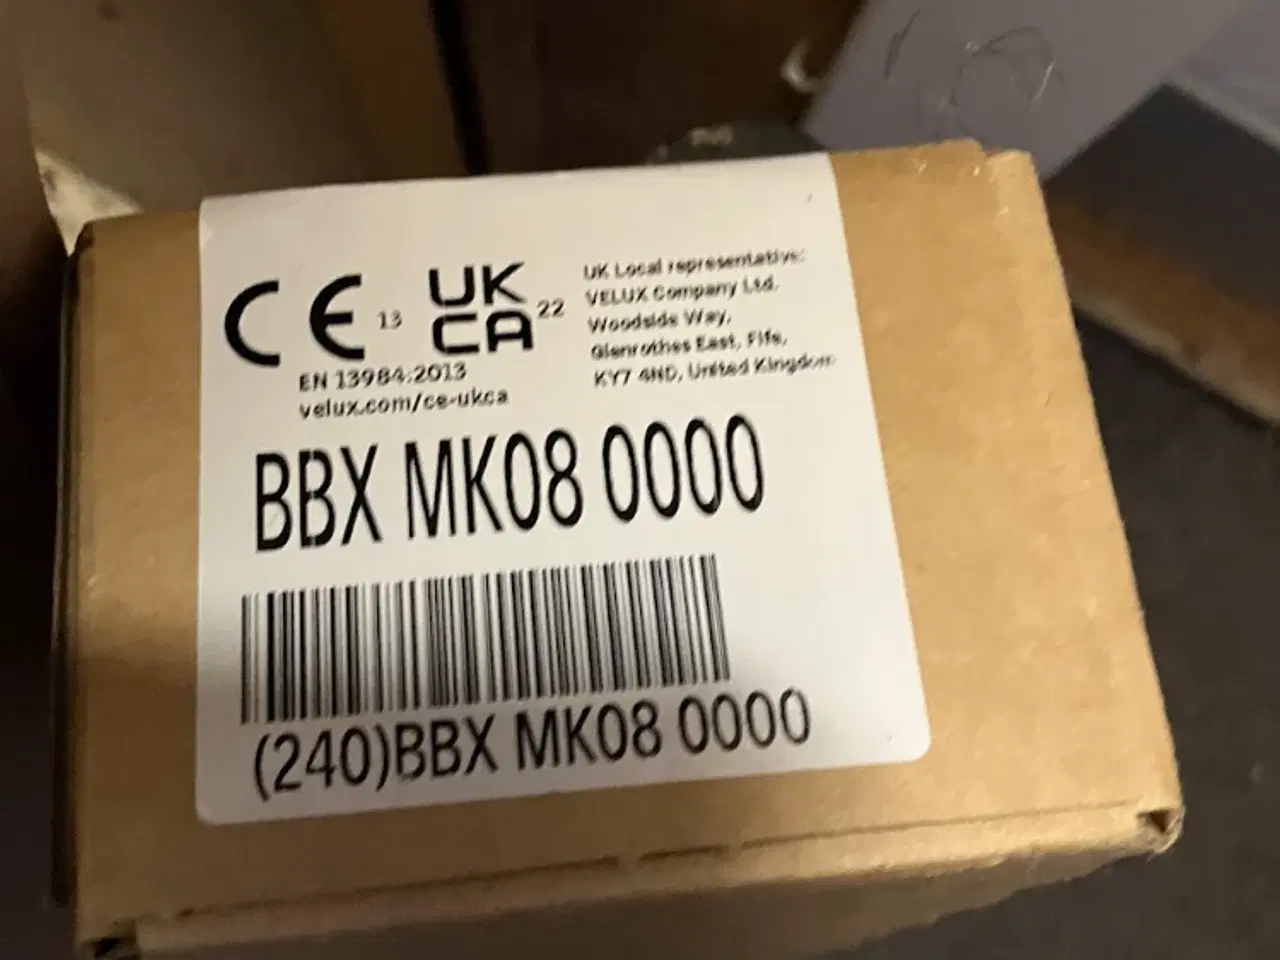 CE 13 UK CA 22
EN 13984:2013
velux.com/ce-ukca
UK Local representative:
VELUX Company Ltd.
Woodside Way,
Glenrothes East, Fife,
KY7 4ND, United Kingdom
BBX MK08 0000
(240)BBX MK08 0000